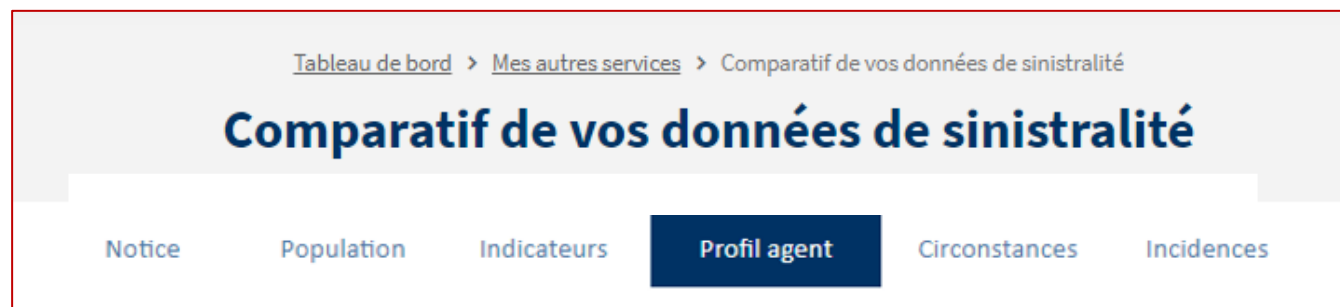 Tableau de bord > Mes autres services > Comparatif de vos données de sinistralité
Comparatif de vos données de sinistralité
Notice Population Indicateurs Profil agent Circonstances Incidences